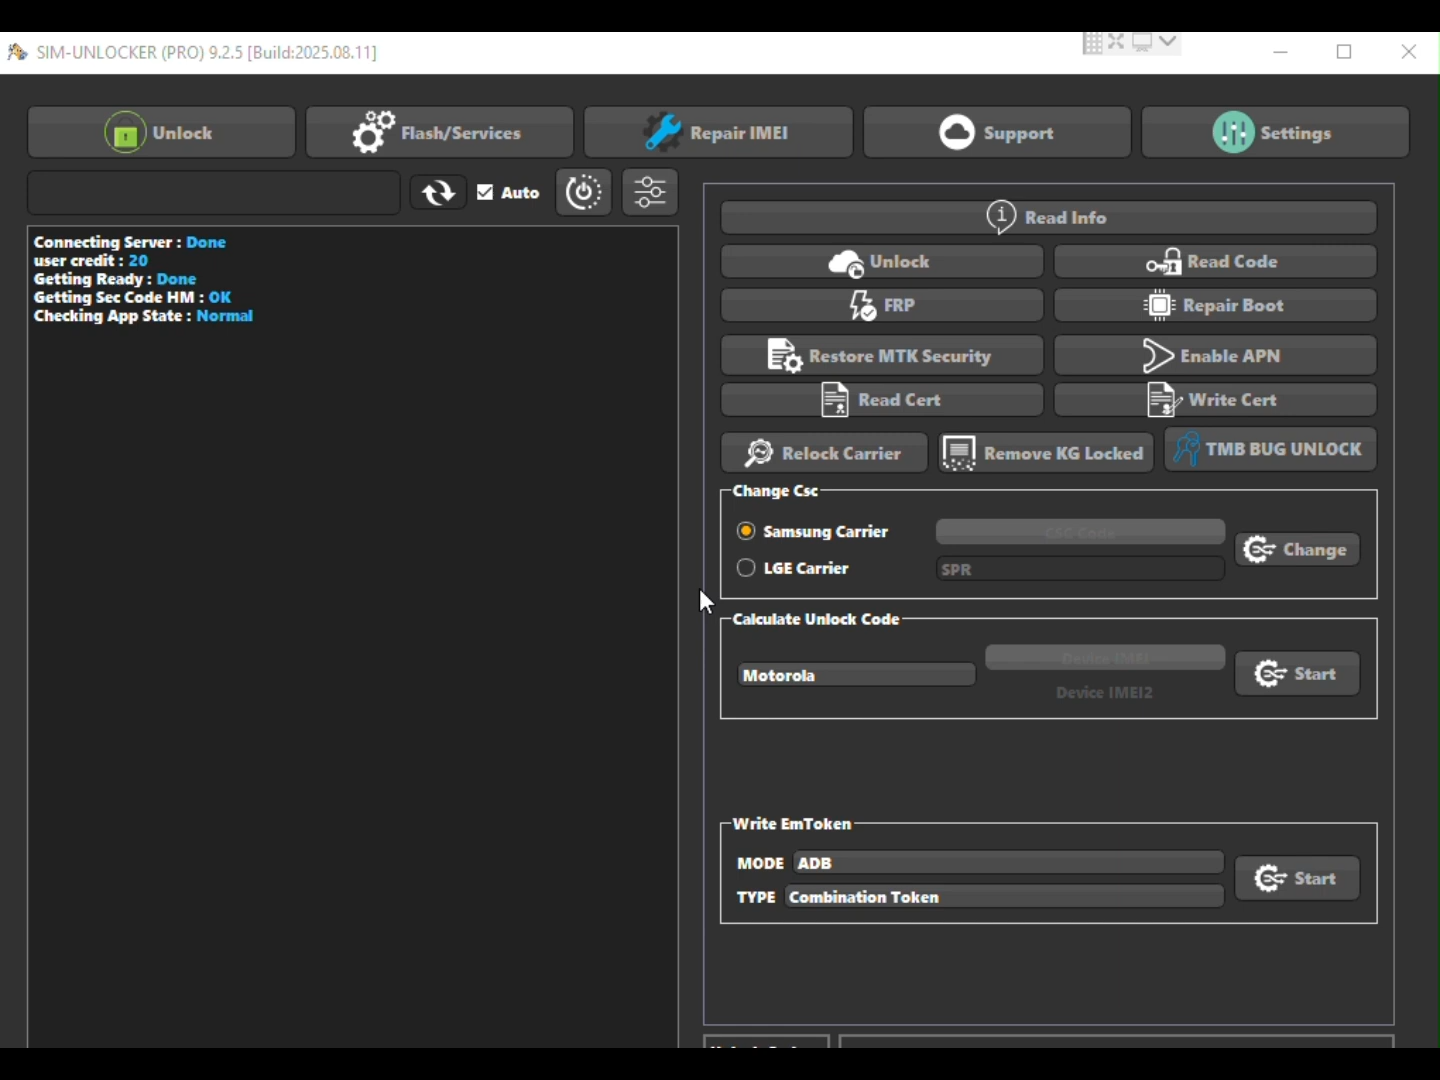 SIM-UNLOCKER (PRO) 9.2.5 [Build:2025.08.11]
Unlock
Flash/Services
Repair IMEI
Support
Settings
Auto
Connecting Server : Done
user credit : 20
Getting Ready : Done
Getting Sec Code HM : OK
Checking App State : Normal
Read Info
Unlock
Read Code
FRP
Repair Boot
Restore MTK Security
Enable APN
Read Cert
Write Cert
Relock Carrier
Remove KG Locked
TMB BUG UNLOCK
Change Csc
Samsung Carrier
CSC Code
Change
LGE Carrier
SPR
Calculate Unlock Code
Motorola
Device IMEI
Device IMEI2
Start
Write EmToken
MODE
ADB
TYPE
Combination Token
Start